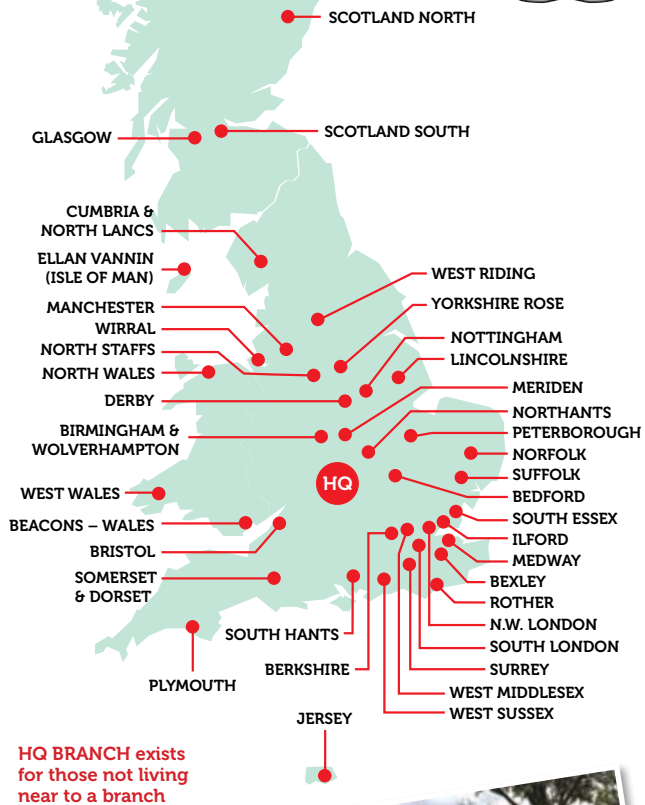 SCOTLAND NORTH
GLASGOW
SCOTLAND SOUTH
CUMBRIA &
NORTH LANCS
ELLAN VANNIN
(ISLE OF MAN)
MANCHESTER
WIRRAL
NORTH STAFFS
NORTH WALES
DERBY
BIRMINGHAM &
WOLVERHAMPTON
WEST WALES
BEACONS – WALES
BRISTOL
SOMERSET
& DORSET
PLYMOUTH
SOUTH HANTS
BERKSHIRE
JERSEY
HQ
WEST RIDING
YORKSHIRE ROSE
NOTTINGHAM
LINCOLNSHIRE
MERIDEN
NORTHANTS
PETERBOROUGH
NORFOLK
SUFFOLK
BEDFORD
SOUTH ESSEX
ILFORD
MEDWAY
BEXLEY
ROTHER
N.W. LONDON
SOUTH LONDON
SURREY
WEST MIDDLESEX
WEST SUSSEX
HQ BRANCH exists
for those not living
near to a branch